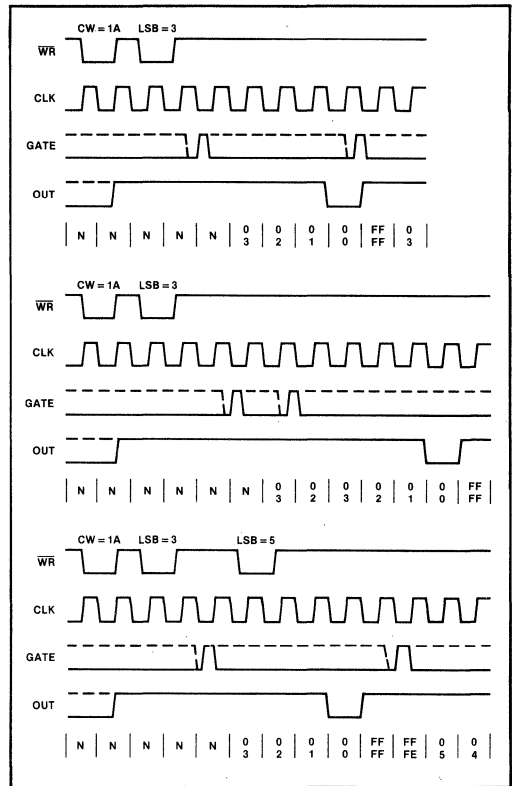 CW = 1A LSB = 3
WR
CLK
GATE
OUT
N N N N N 0 0 0 0 FF 0
3 2 1 0 FF 3
CW = 1A LSB = 3
WR
CLK
GATE
OUT
N N N N N N 0 0 0 0 0 0 FF
3 2 3 2 1 0 FF
CW = 1A LSB = 3 LSB = 5
WR
CLK
GATE
OUT
N N N N N 0 0 0 0 FF FF 0 0
3 2 1 0 FF FE 5 4